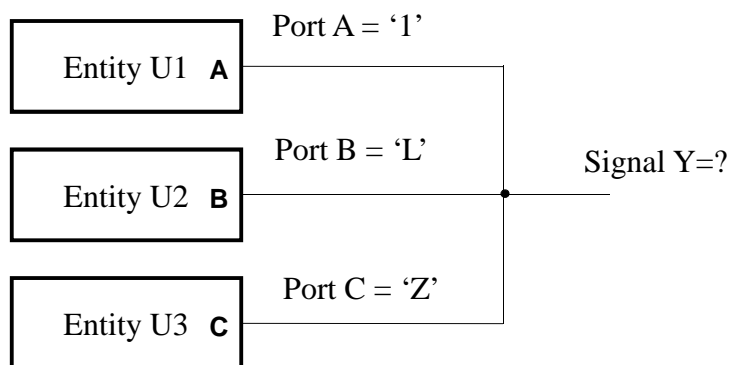 Port A = ‘1’
Entity U1 A
Port B = ‘L’
Signal Y=?
Entity U2 B
Port C = ‘Z’
Entity U3 C